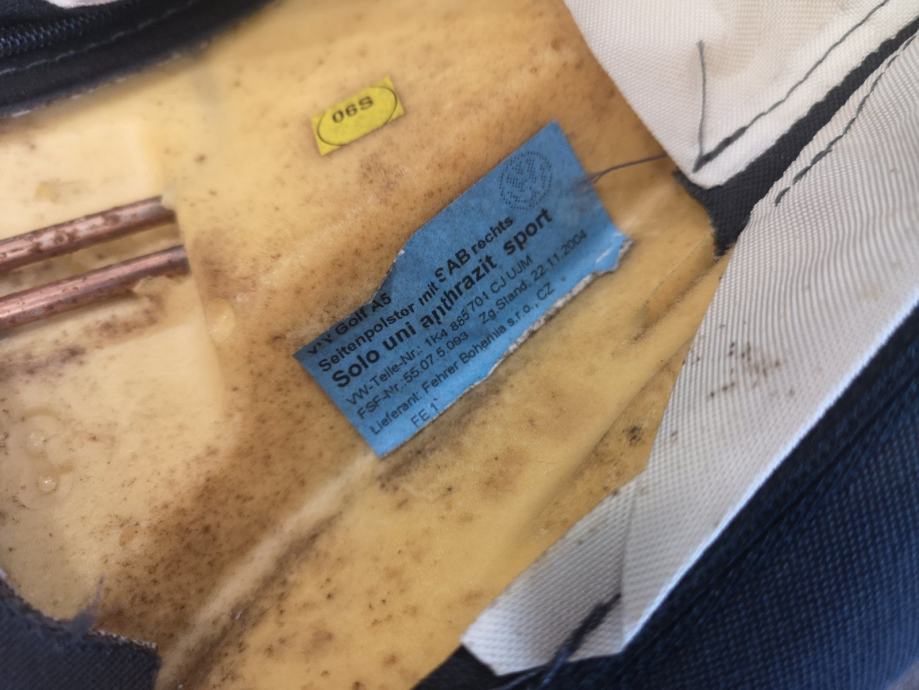 06S
VW Golf A5
Seitenpolster mit SAB rechts
Solo uni anthrazit sport
VW-Teile-Nr.: 1K4 885 701 CJ UJM
FSF-Nr. 55.07.5.093 Zg.Stand. 22.11.2004
Lieferant: Fehrer Bohemia s.r.o., CZ
FE 1